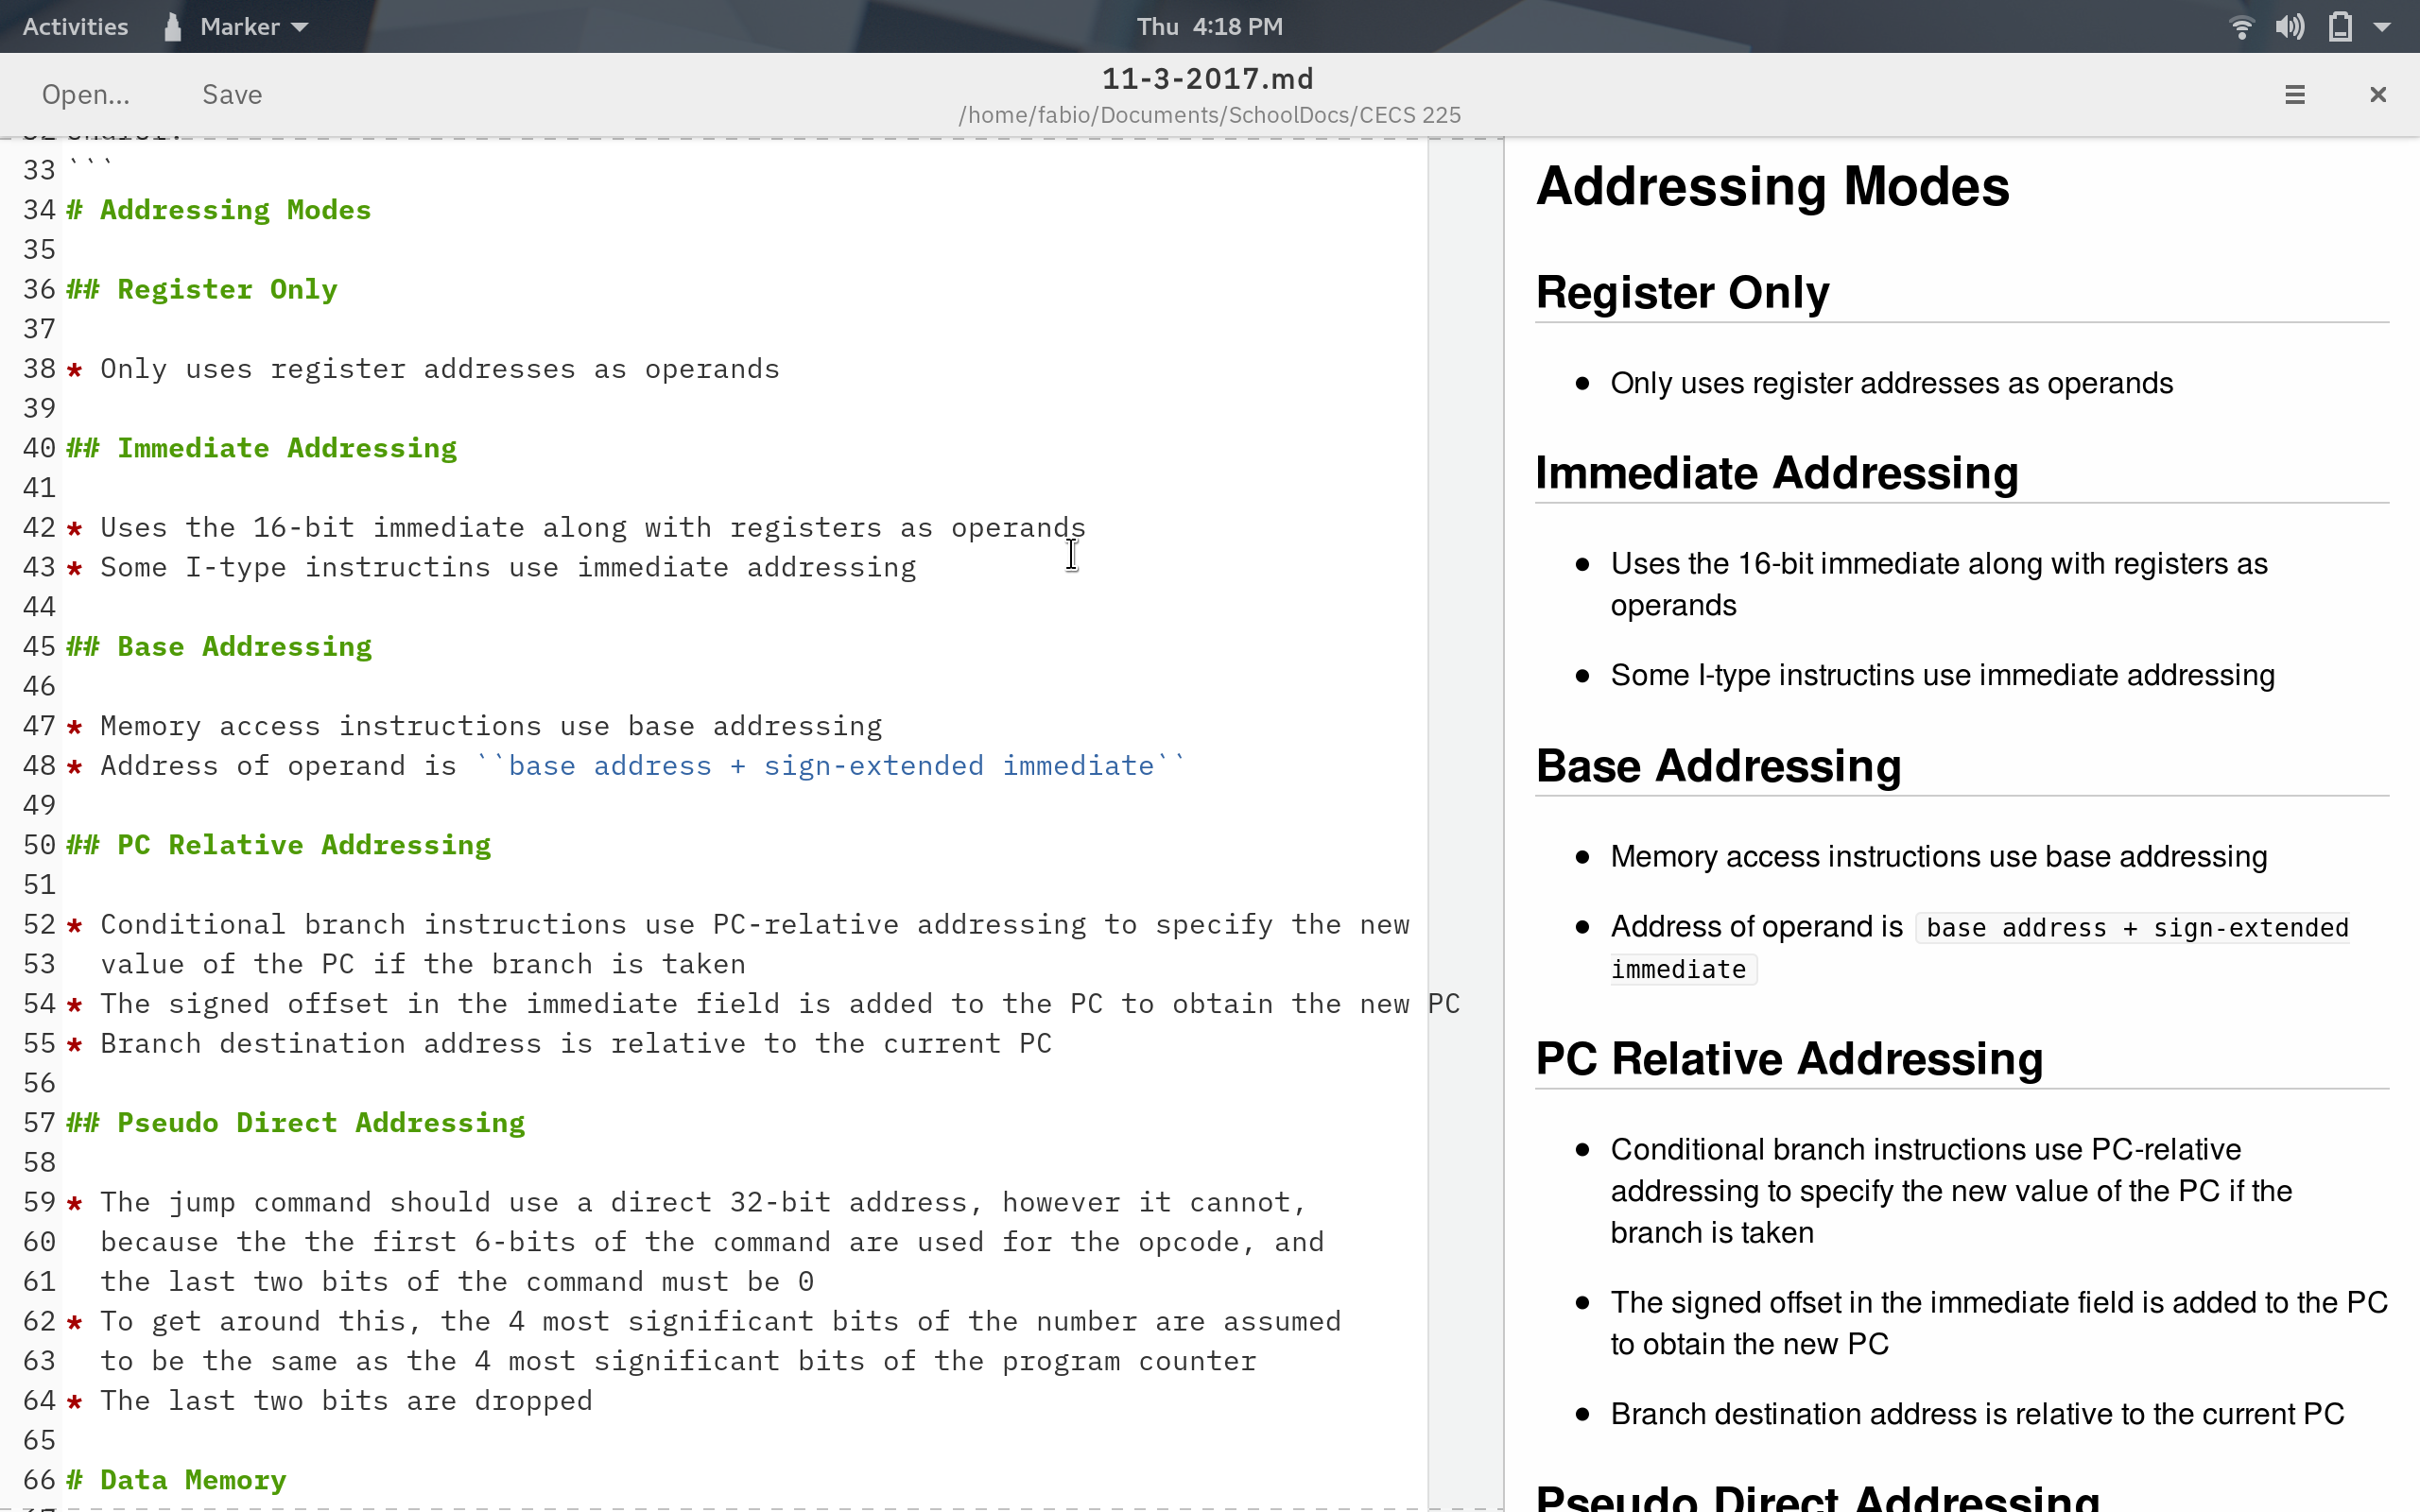 Activities Marker Thu 4:18 PM
11-3-2017.md
Open... Save
/home/fabio/Documents/SchoolDocs/CECS 225
33 ```
34 # Addressing Modes
35
36 ## Register Only
37
38 * Only uses register addresses as operands
39
40 ## Immediate Addressing
41
42 * Uses the 16-bit immediate along with registers as operands
43 * Some I-type instructins use immediate addressing
44
45 ## Base Addressing
46
47 * Memory access instructions use base addressing
48 * Address of operand is ``base address + sign-extended immediate``
49
50 ## PC Relative Addressing
51
52 * Conditional branch instructions use PC-relative addressing to specify the new
53 value of the PC if the branch is taken
54 * The signed offset in the immediate field is added to the PC to obtain the new PC
55 * Branch destination address is relative to the current PC
56
57 ## Pseudo Direct Addressing
58
59 * The jump command should use a direct 32-bit address, however it cannot,
60 because the the first 6-bits of the command are used for the opcode, and
61 the last two bits of the command must be 0
62 * To get around this, the 4 most significant bits of the number are assumed
63 to be the same as the 4 most significant bits of the program counter
64 * The last two bits are dropped
65
66 # Data Memory
Addressing Modes
Register Only
• Only uses register addresses as operands
Immediate Addressing
• Uses the 16-bit immediate along with registers as
operands
• Some I-type instructins use immediate addressing
Base Addressing
• Memory access instructions use base addressing
• Address of operand is base address + sign-extended
immediate
PC Relative Addressing
• Conditional branch instructions use PC-relative
addressing to specify the new value of the PC if the
branch is taken
• The signed offset in the immediate field is added to the PC
to obtain the new PC
• Branch destination address is relative to the current PC
Pseudo Direct Addressing